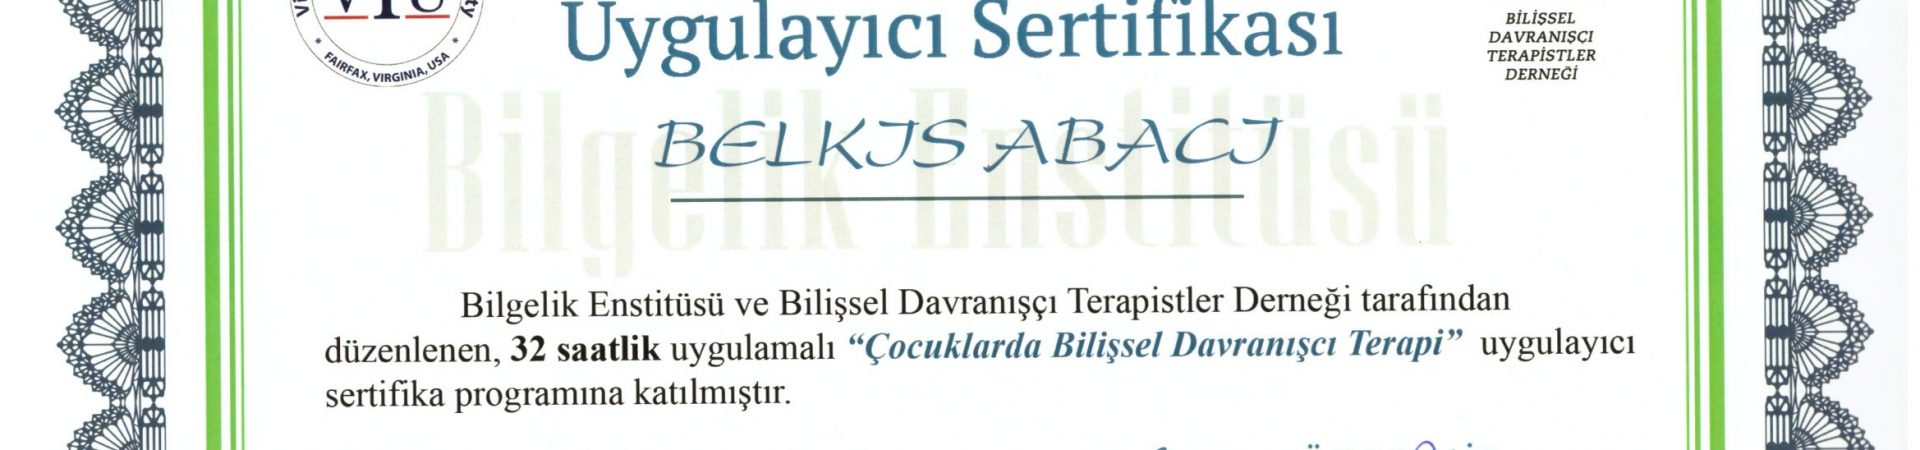 VIU
FAIRFAX, VIRGINIA, USA
Uygulayıcı Sertifikası
BİLİŞSEL
DAVRANIŞÇI
TERAPİSTLER
DERNEĞİ
BELKIS ABACI
Bilgelik Enstitüsü
Bilgelik Enstitüsü ve Bilişsel Davranışçı Terapistler Derneği tarafından
düzenlenen, 32 saatlik uygulamalı “Çocuklarda Bilişsel Davranışcı Terapi” uygulayıcı
sertifika programına katılmıştır.